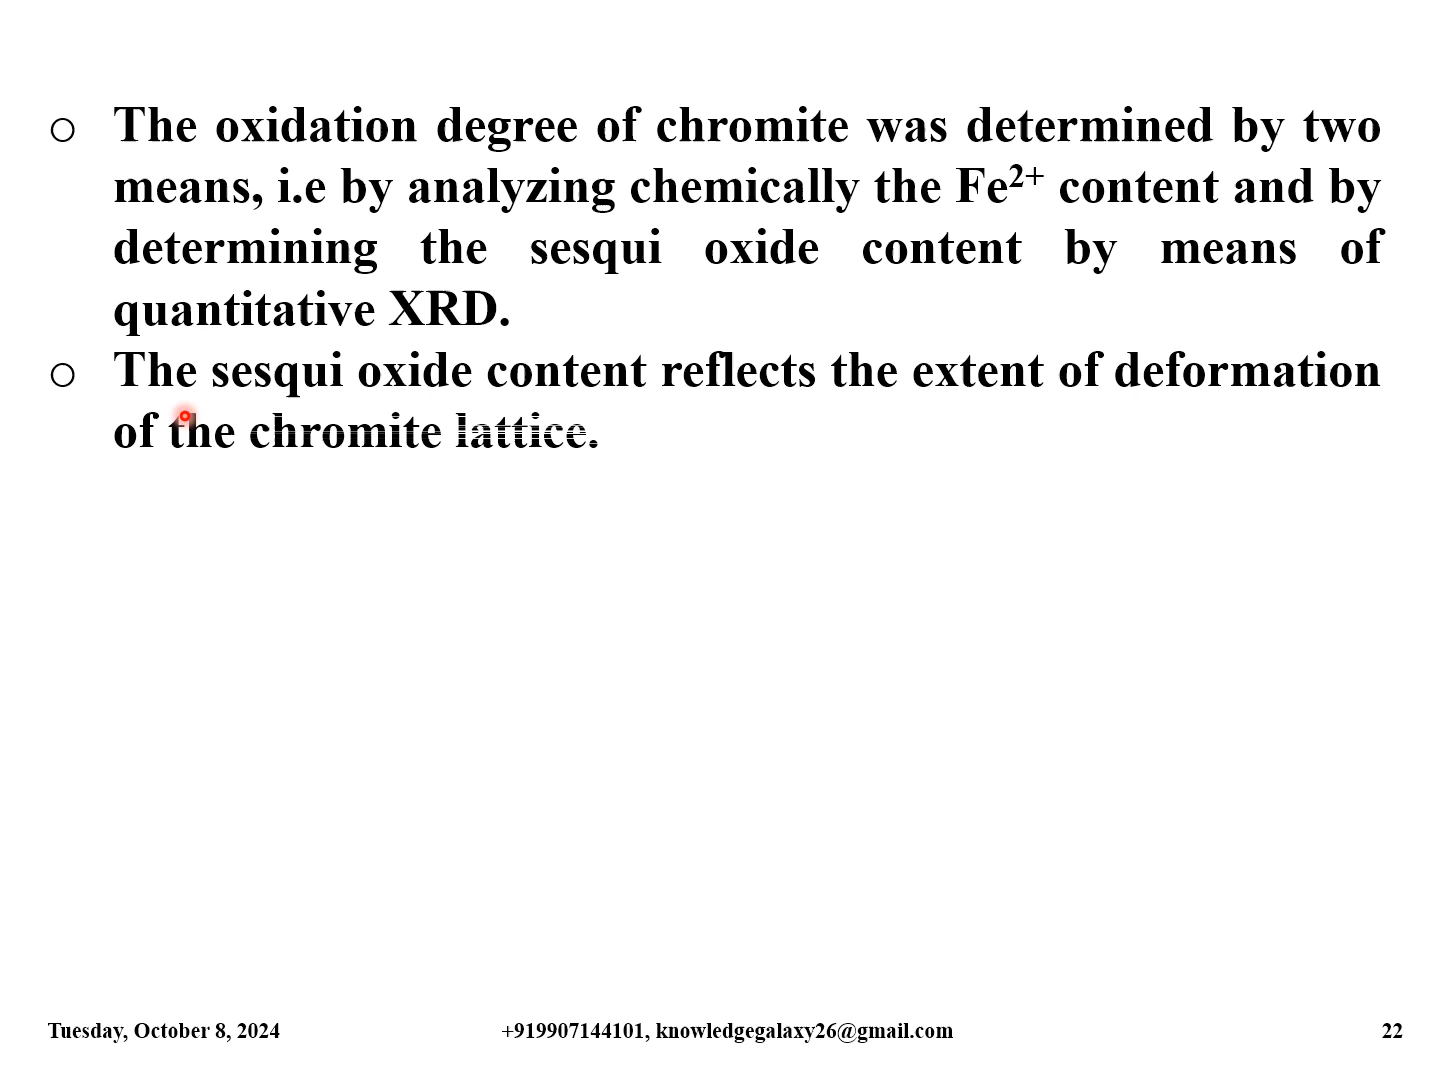 ○ The oxidation degree of chromite was determined by two
means, i.e by analyzing chemically the Fe²⁺ content and by
determining the sesqui oxide content by means of
quantitative XRD.
○ The sesqui oxide content reflects the extent of deformation
of the chromite lattice.
Tuesday, October 8, 2024 +919907144101, knowledgegalaxy26@gmail.com 22